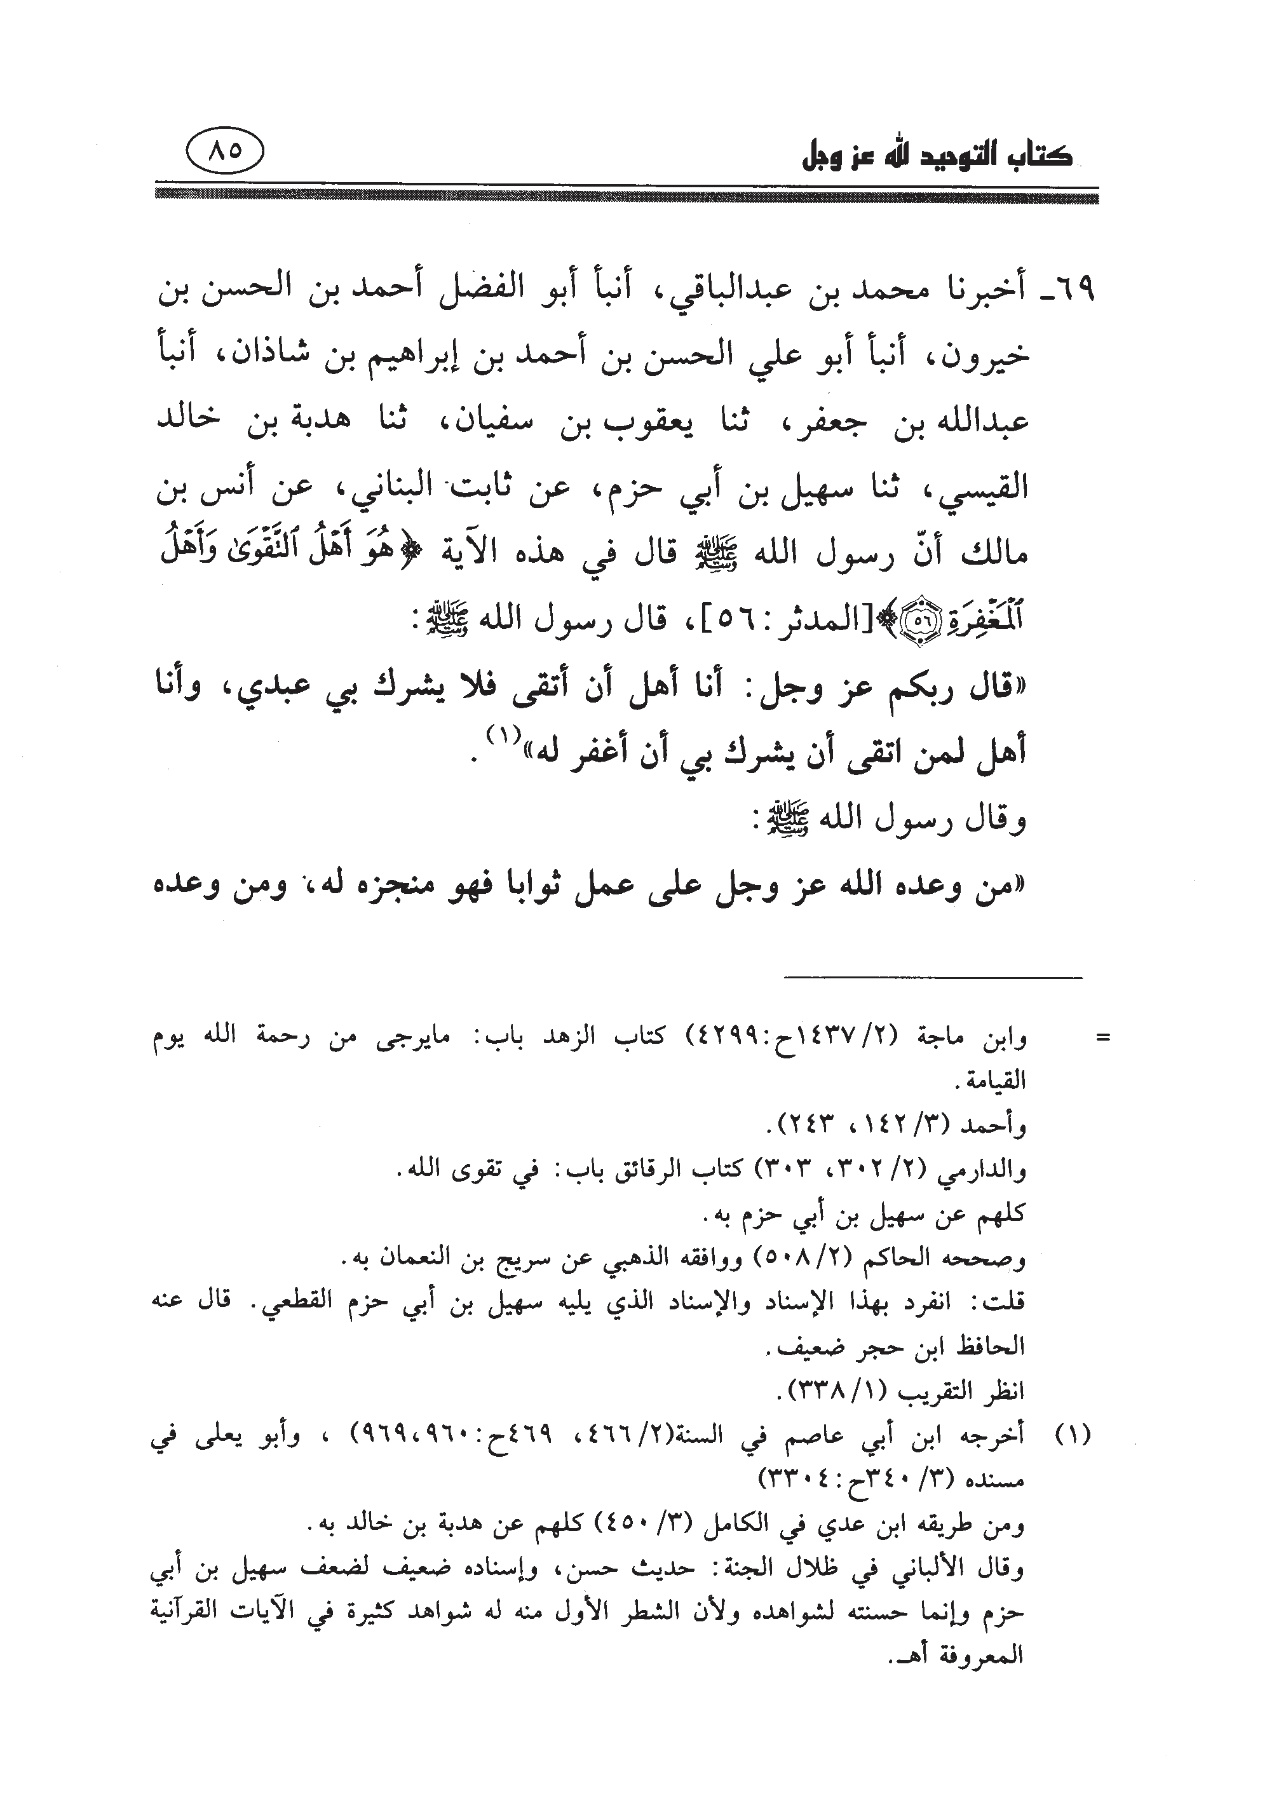 كتاب التوحيد لله عز وجل
٨٥
٦٩ـ أخبرنا محمد بن عبدالباقي، أنبأ أبو الفضل أحمد بن الحسن بن
خيرون، أنبأ أبو علي الحسن بن أحمد بن إبراهيم بن شاذان، أنبأ
عبدالله بن جعفر، ثنا يعقوب بن سفيان، ثنا هدبة بن خالد
القيسي، ثنا سهيل بن أبي حزم، عن ثابت البناني، عن أنس بن
مالك أنّ رسول الله ﷺ قال في هذه الآية ﴿هُوَ أَهْلُ ٱلتَّقْوَىٰ وَأَهْلُ
ٱلْمَغْفِرَةِ ٥٦﴾[المدثر: ٥٦]، قال رسول الله ﷺ:
«قال ربكم عز وجل: أنا أهل أن أتقى فلا يشرك بي عبدي، وأنا
أهل لمن اتقى أن يشرك بي أن أغفر له»(١).
وقال رسول الله ﷺ:
«من وعده الله عز وجل على عمل ثوابا فهو منجزه له، ومن وعده
= وابن ماجة (٢/ ١٤٣٧ح: ٤٢٩٩) كتاب الزهد باب: مايرجى من رحمة الله يوم
القيامة.
وأحمد (٣/ ١٤٢، ٢٤٣).
والدارمي (٢/ ٣٠٢، ٣٠٣) كتاب الرقائق باب: في تقوى الله.
كلهم عن سهيل بن أبي حزم به.
وصححه الحاكم (٢/ ٥٠٨) ووافقه الذهبي عن سريج بن النعمان به.
قلت: انفرد بهذا الإسناد والإسناد الذي يليه سهيل بن أبي حزم القطعي. قال عنه
الحافظ ابن حجر ضعيف.
انظر التقريب (١/ ٣٣٨).
(١) أخرجه ابن أبي عاصم في السنة(٢/ ٤٦٦، ٤٦٩ح: ٩٦٠،٩٦٩) ، وأبو يعلى في
مسنده (٣/ ٣٤٠ح: ٣٣٠٤)
ومن طريقه ابن عدي في الكامل (٣/ ٤٥٠) كلهم عن هدبة بن خالد به.
وقال الألباني في ظلال الجنة: حديث حسن، وإسناده ضعيف لضعف سهيل بن أبي
حزم وإنما حسنته لشواهده ولأن الشطر الأول منه له شواهد كثيرة في الآيات القرآنية
المعروفة أهـ.